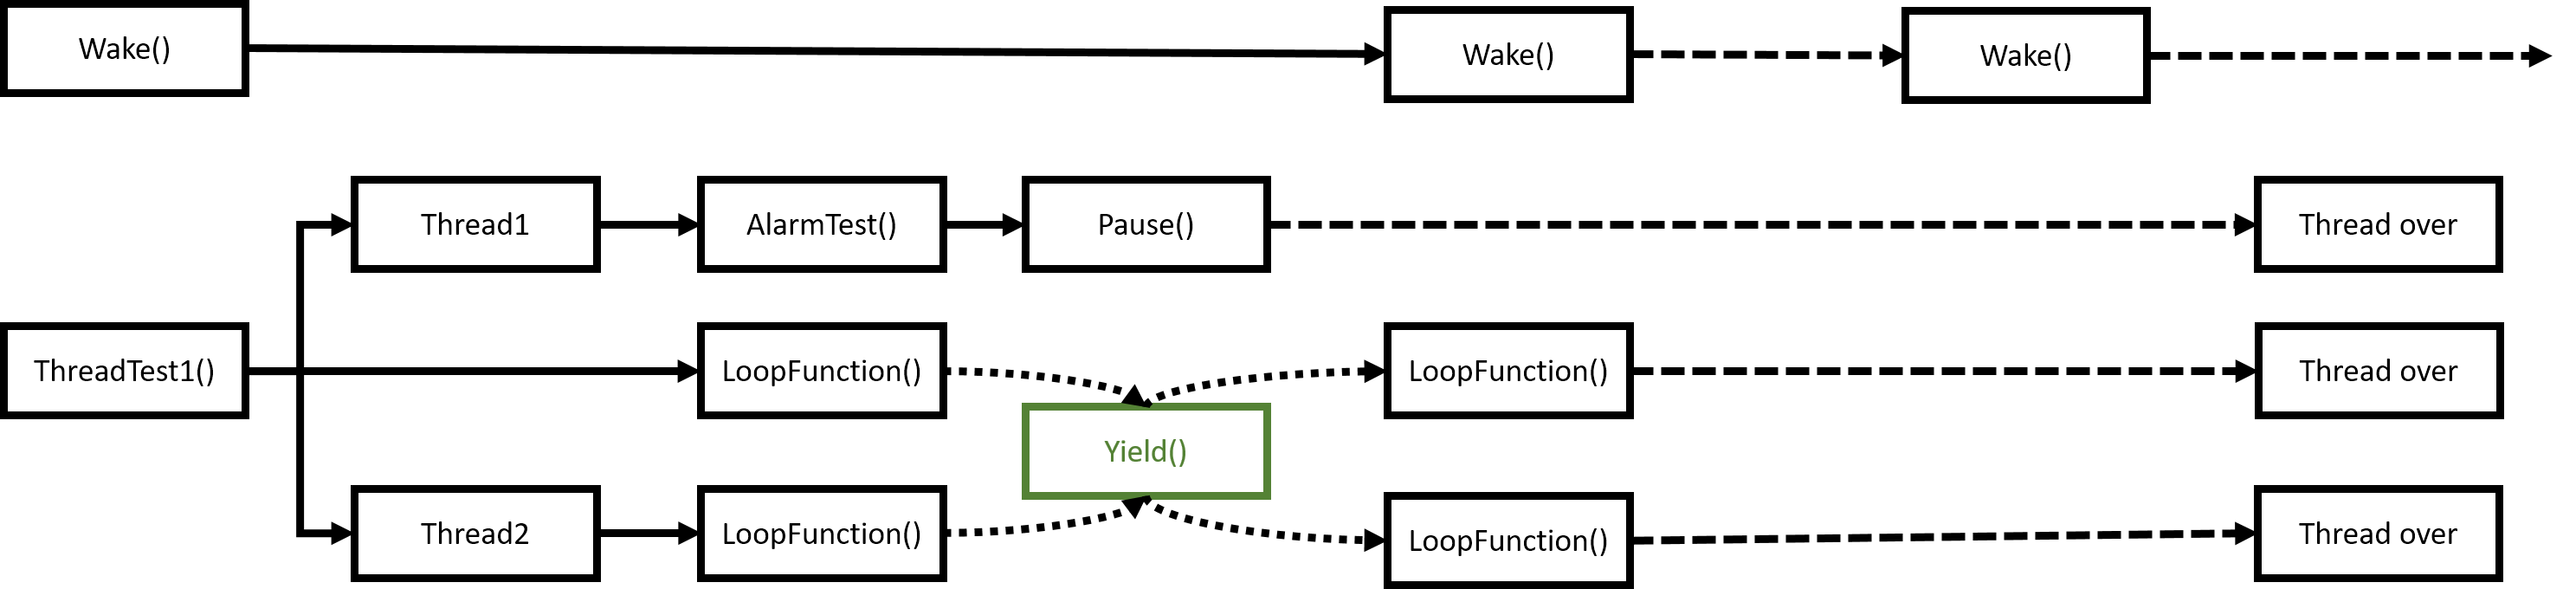 Wake()
Wake()
Wake()
Thread1
AlarmTest()
Pause()
Thread over
ThreadTest1()
LoopFunction()
LoopFunction()
Thread over
Yield()
Thread2
LoopFunction()
LoopFunction()
Thread over